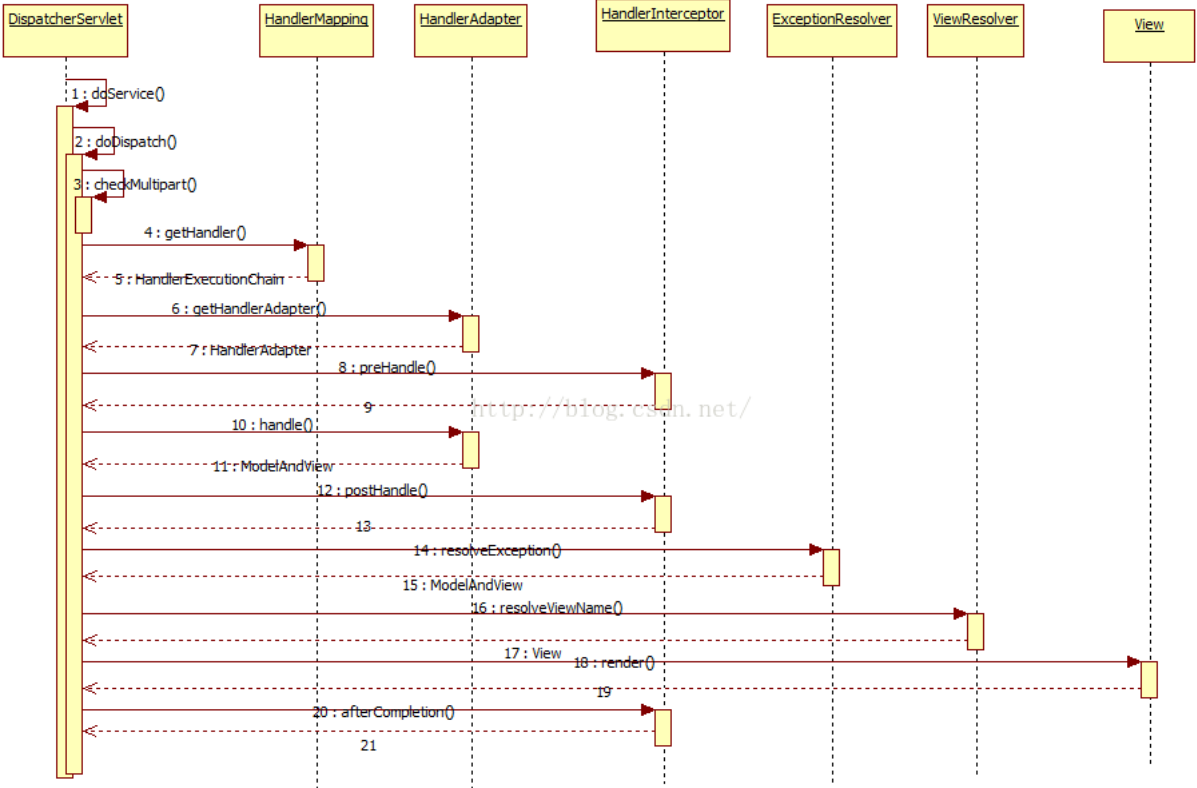 DispatcherServlet
HandlerMapping
HandlerAdapter
HandlerInterceptor
ExceptionResolver
ViewResolver
View
1 : doService()
2 : doDispatch()
3 : checkMultipart()
4 : getHandler()
5 : HandlerExecutionChain
6 : getHandlerAdapter()
7 : HandlerAdapter
8 : preHandle()
9
http://blog.csdn.net/
10 : handle()
11 : ModelAndView
12 : postHandle()
13
14 : resolveException()
15 : ModelAndView
16 : resolveViewName()
17 : View
18 : render()
19
20 : afterCompletion()
21